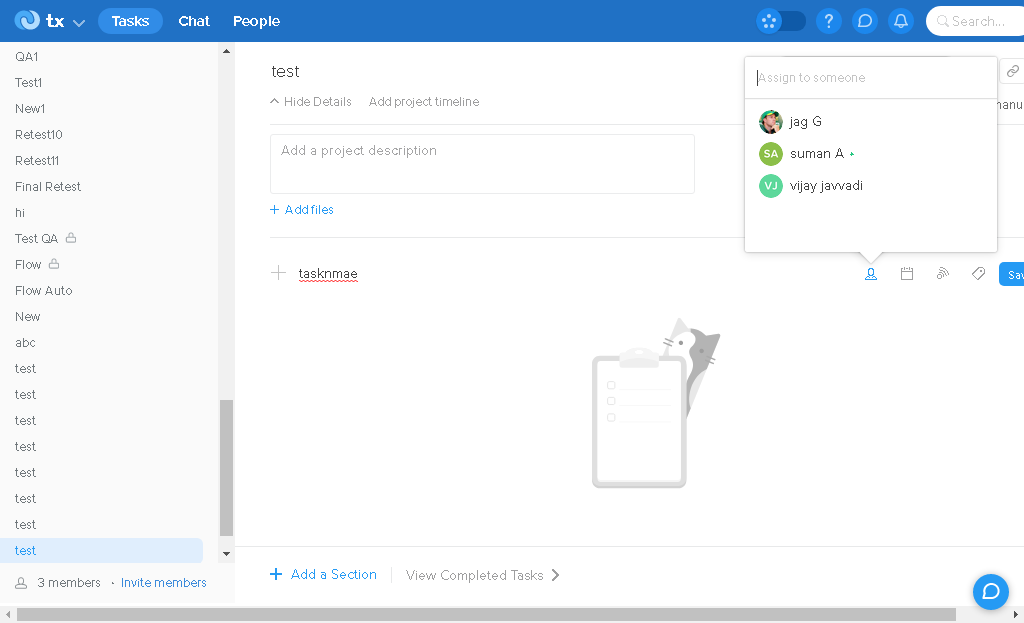 tx
Tasks
Chat
People
?
Search...
QA1
Test1
New1
Retest10
Retest11
Final Retest
hi
Test QA
Flow
Flow Auto
New
abc
test
test
test
test
test
test
test
test
3 members · Invite members
test
Hide Details
Add project timeline
Add a project description
+ Add files
Assign to someone
jag G
SA suman A
VJ vijay javvadi
tasknmae
+ Add a Section
View Completed Tasks